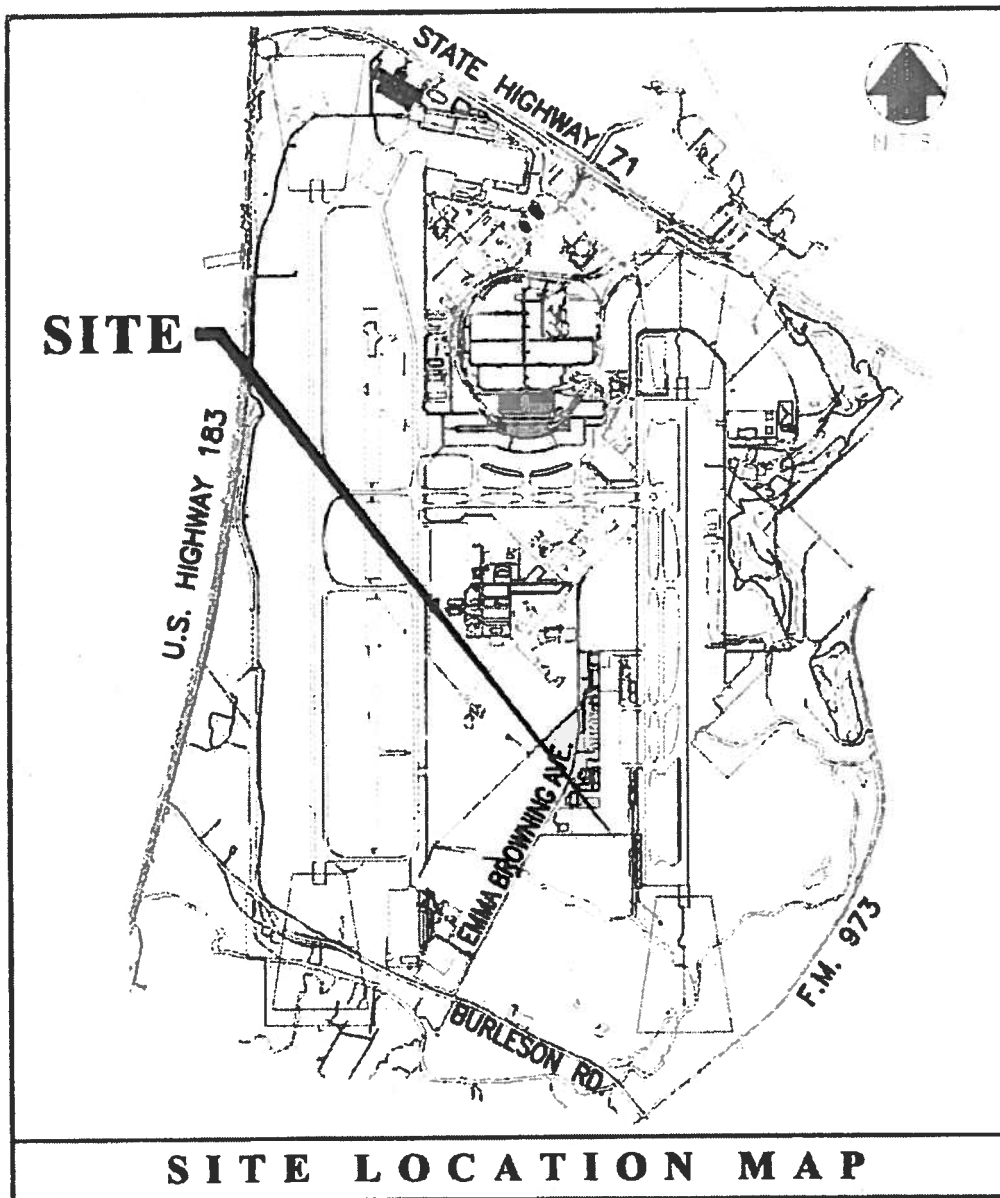 STATE HIGHWAY 71
N.T.S.
SITE
U.S. HIGHWAY 183
EMMA BROWNING AVE.
F.M. 973
BURLESON RD.
SITE LOCATION MAP